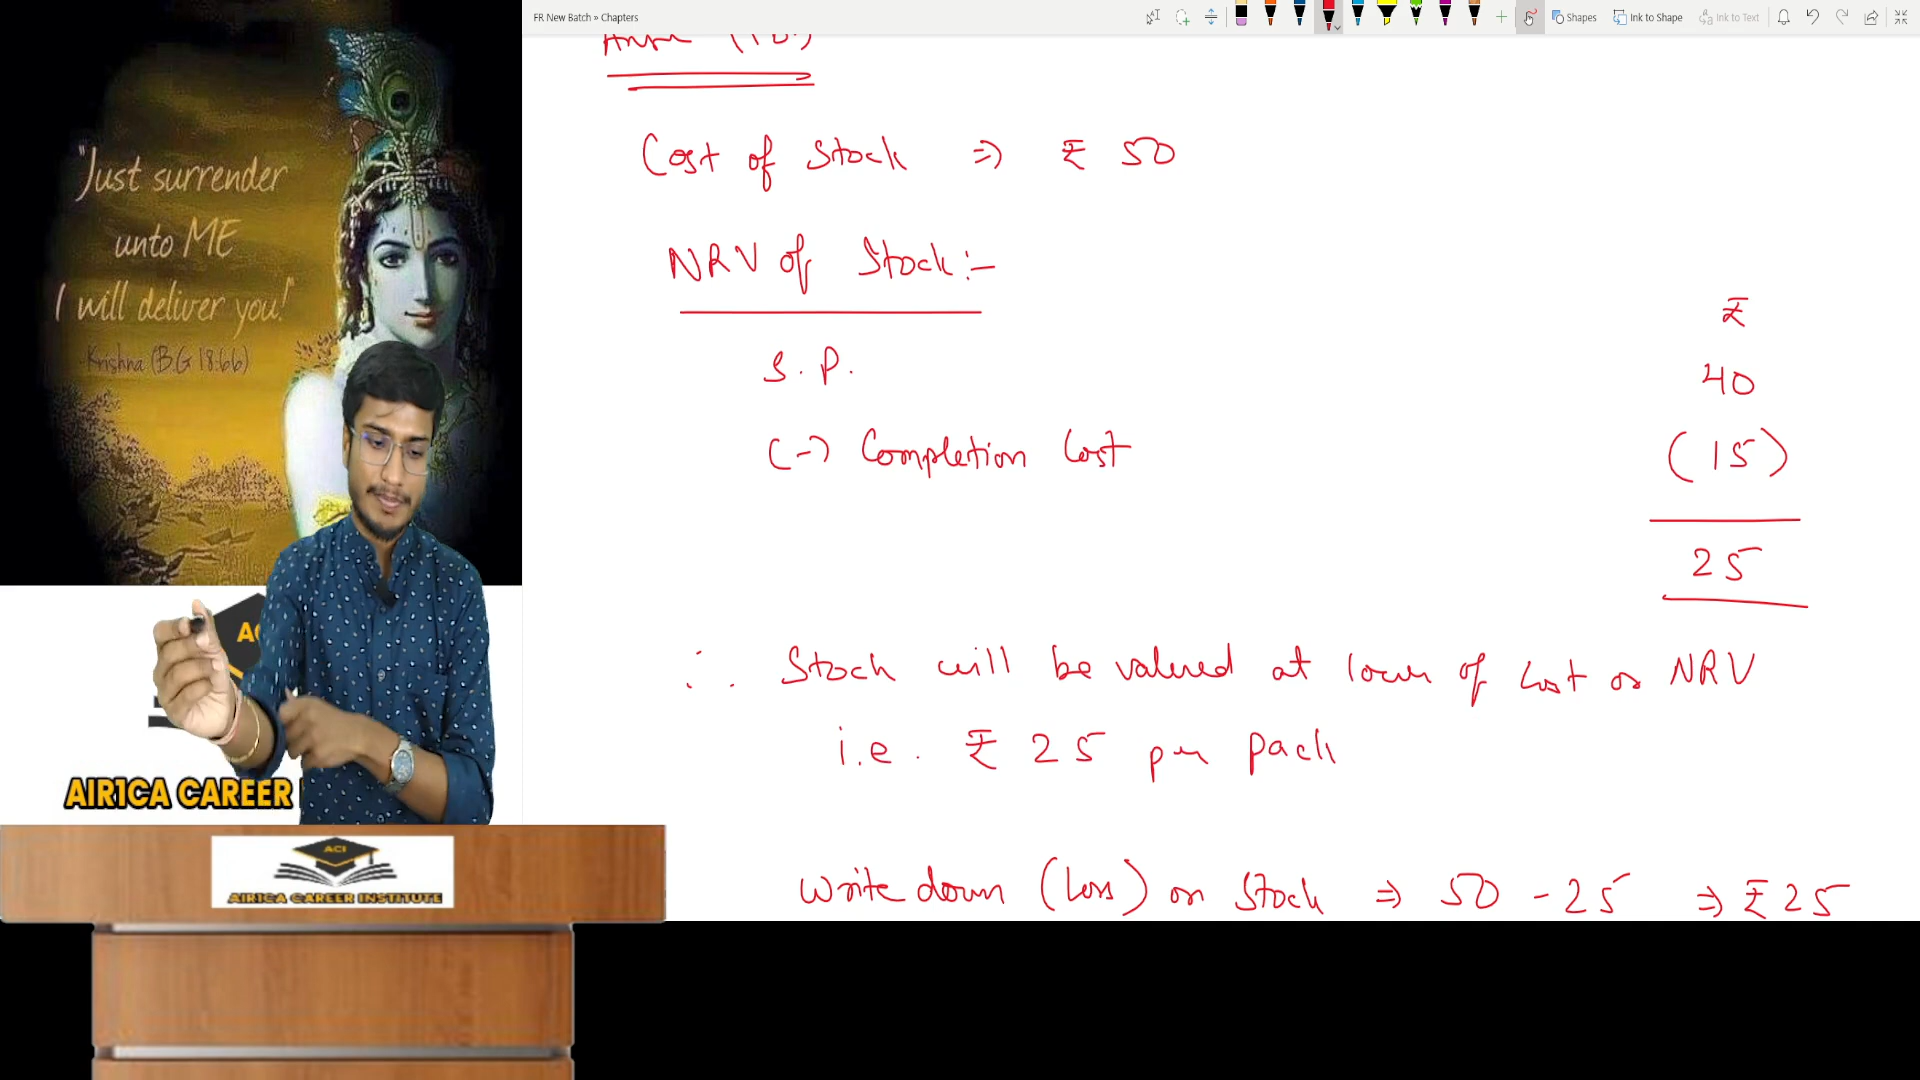 FR New Batch » Chapters
Shapes
Ink to Shape
Ink to Text
Cost of Stock ⇒ ₹ 50
NRV of Stock :-
₹
S. P. 40
(-) Completion Cost (15)
25
∴ Stock will be valued at lower of Cost or NRV
i.e. ₹ 25 per pack
Write down (Loss) on Stock ⇒ 50 - 25 ⇒ ₹ 25
"Just surrender
unto ME
I will deliver you!"
-Krishna (B.G 18:66)
AIR1CA CAREER
ACI
AIR1CA CAREER INSTITUTE